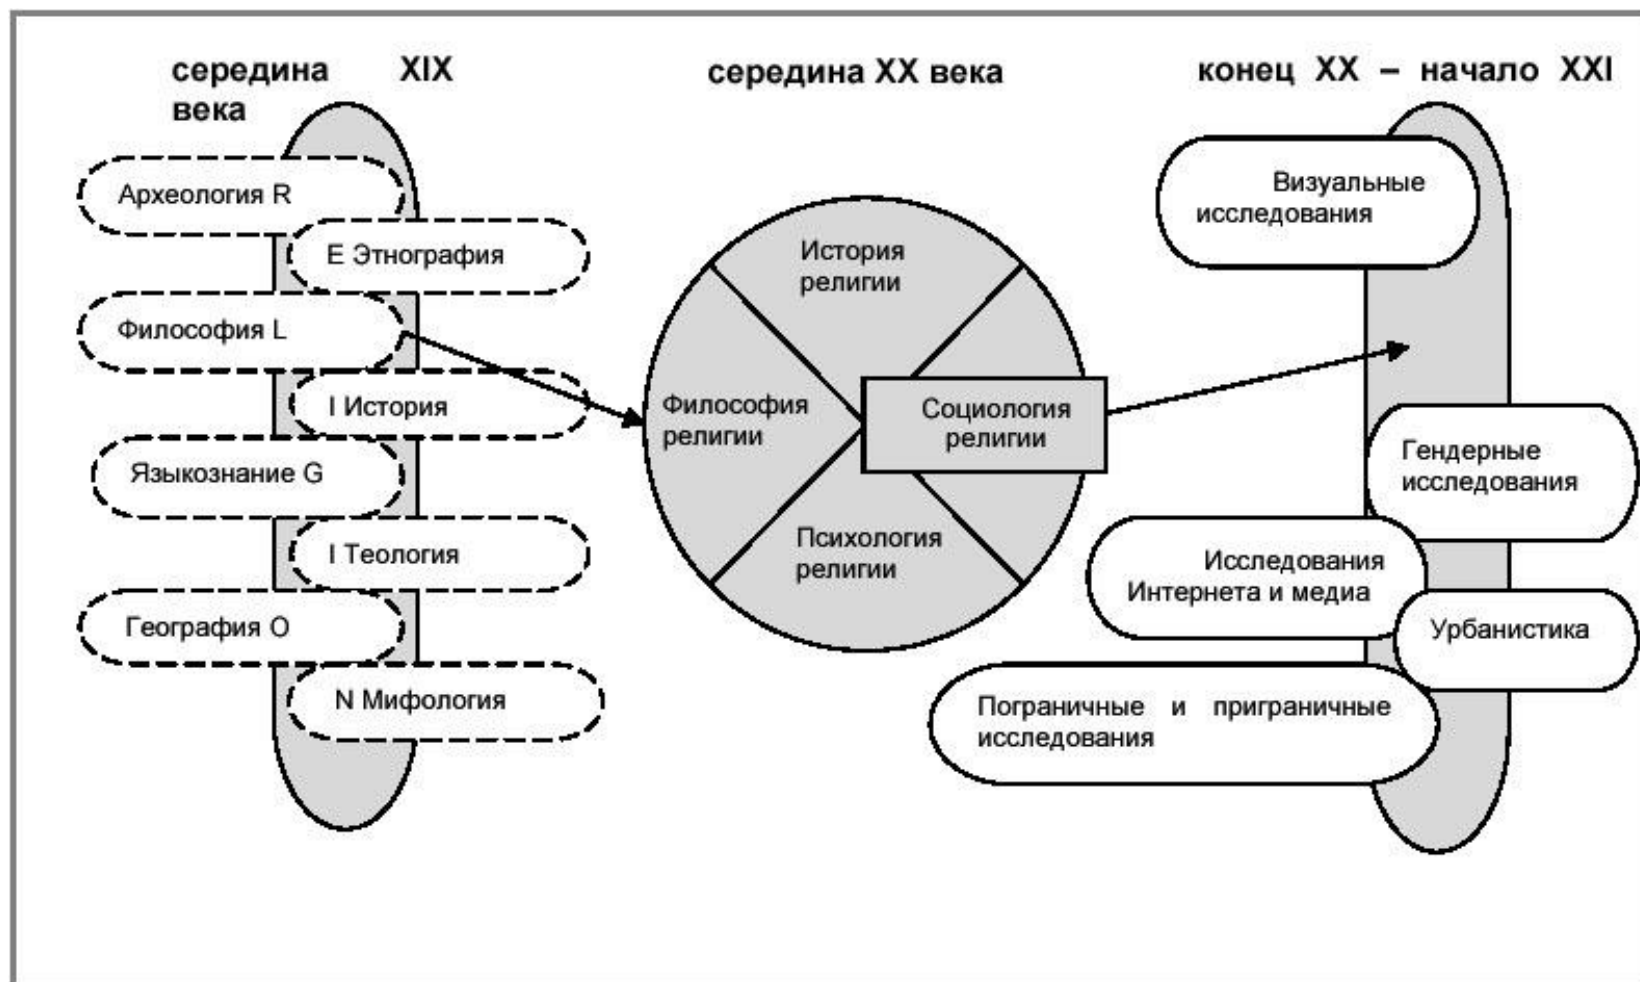 середина XIX
века
Археология R
E Этнография
Философия L
I История
Языкознание G
I Теология
География O
N Мифология
середина XX века
История
религии
Философия
религии
Социология
религии
Психология
религии
конец XX – начало XXI
Визуальные
исследования
Гендерные
исследования
Исследования
Интернета и медиа
Урбанистика
Пограничные и приграничные
исследования